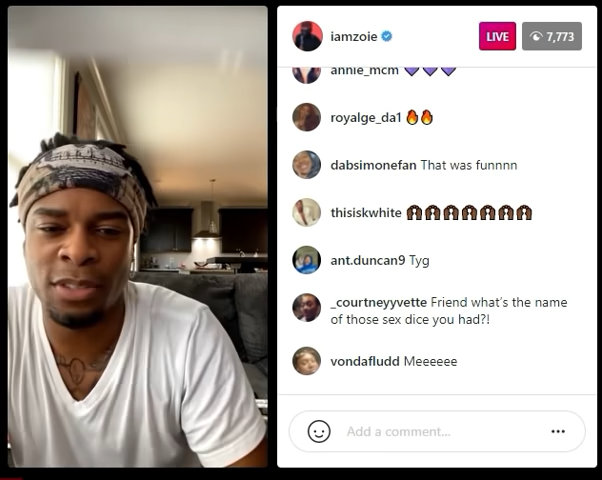 iamzoie
LIVE
7,773
annie_mcm
royalge_da1
dabsimonefan That was funnnn
thisiskwhite
ant.duncan9 Tyg
_courtneyyvette Friend what's the name
of those sex dice you had?!
vondafludd Meeeeee
Add a comment...